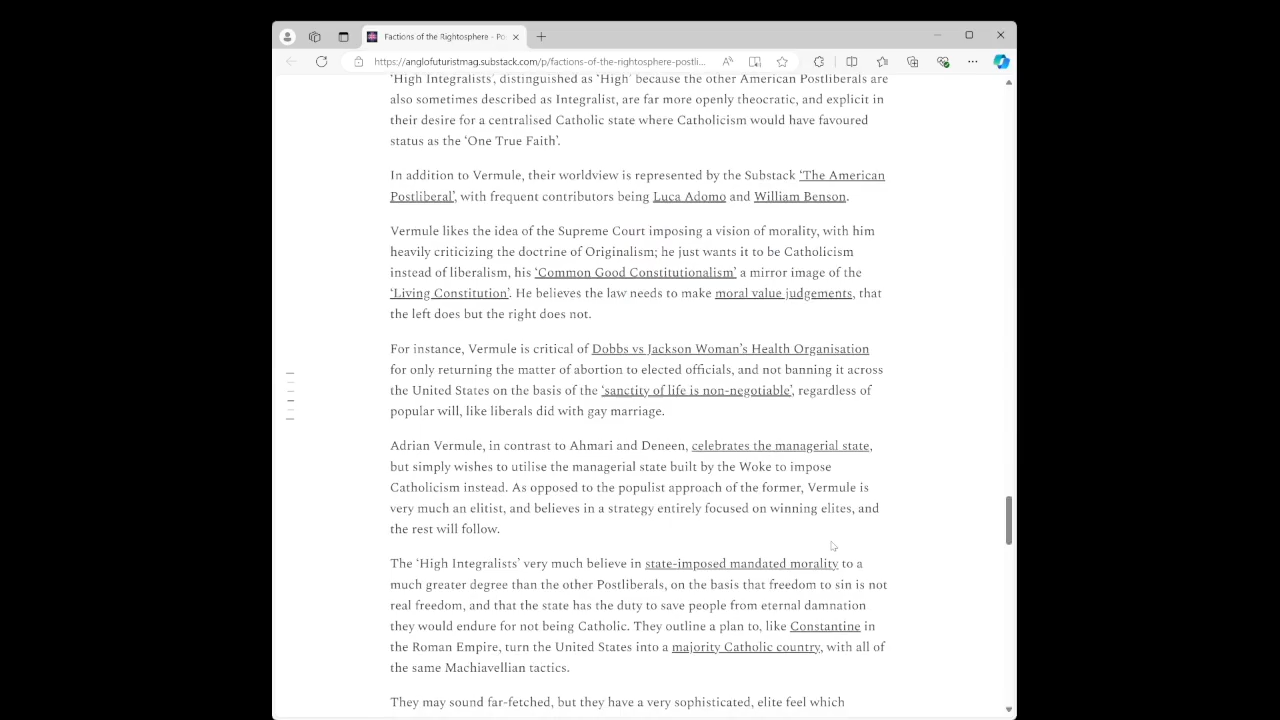 Factions of the Rightosphere - Po
https://anglofuturistmag.substack.com/p/factions-of-the-rightosphere-postli...
'High Integralists', distinguished as 'High' because the other American Postliberals are
also sometimes described as Integralist, are far more openly theocratic, and explicit in
their desire for a centralised Catholic state where Catholicism would have favoured
status as the 'One True Faith'.
In addition to Vermule, their worldview is represented by the Substack 'The American
Postliberal', with frequent contributors being Luca Adomo and William Benson.
Vermule likes the idea of the Supreme Court imposing a vision of morality, with him
heavily criticizing the doctrine of Originalism; he just wants it to be Catholicism
instead of liberalism, his 'Common Good Constitutionalism' a mirror image of the
'Living Constitution'. He believes the law needs to make moral value judgements, that
the left does but the right does not.
For instance, Vermule is critical of Dobbs vs Jackson Woman's Health Organisation
for only returning the matter of abortion to elected officials, and not banning it across
the United States on the basis of the 'sanctity of life is non-negotiable', regardless of
popular will, like liberals did with gay marriage.
Adrian Vermule, in contrast to Ahmari and Deneen, celebrates the managerial state,
but simply wishes to utilise the managerial state built by the Woke to impose
Catholicism instead. As opposed to the populist approach of the former, Vermule is
very much an elitist, and believes in a strategy entirely focused on winning elites, and
the rest will follow.
The 'High Integralists' very much believe in state-imposed mandated morality to a
much greater degree than the other Postliberals, on the basis that freedom to sin is not
real freedom, and that the state has the duty to save people from eternal damnation
they would endure for not being Catholic. They outline a plan to, like Constantine in
the Roman Empire, turn the United States into a majority Catholic country, with all of
the same Machiavellian tactics.
They may sound far-fetched, but they have a very sophisticated, elite feel which